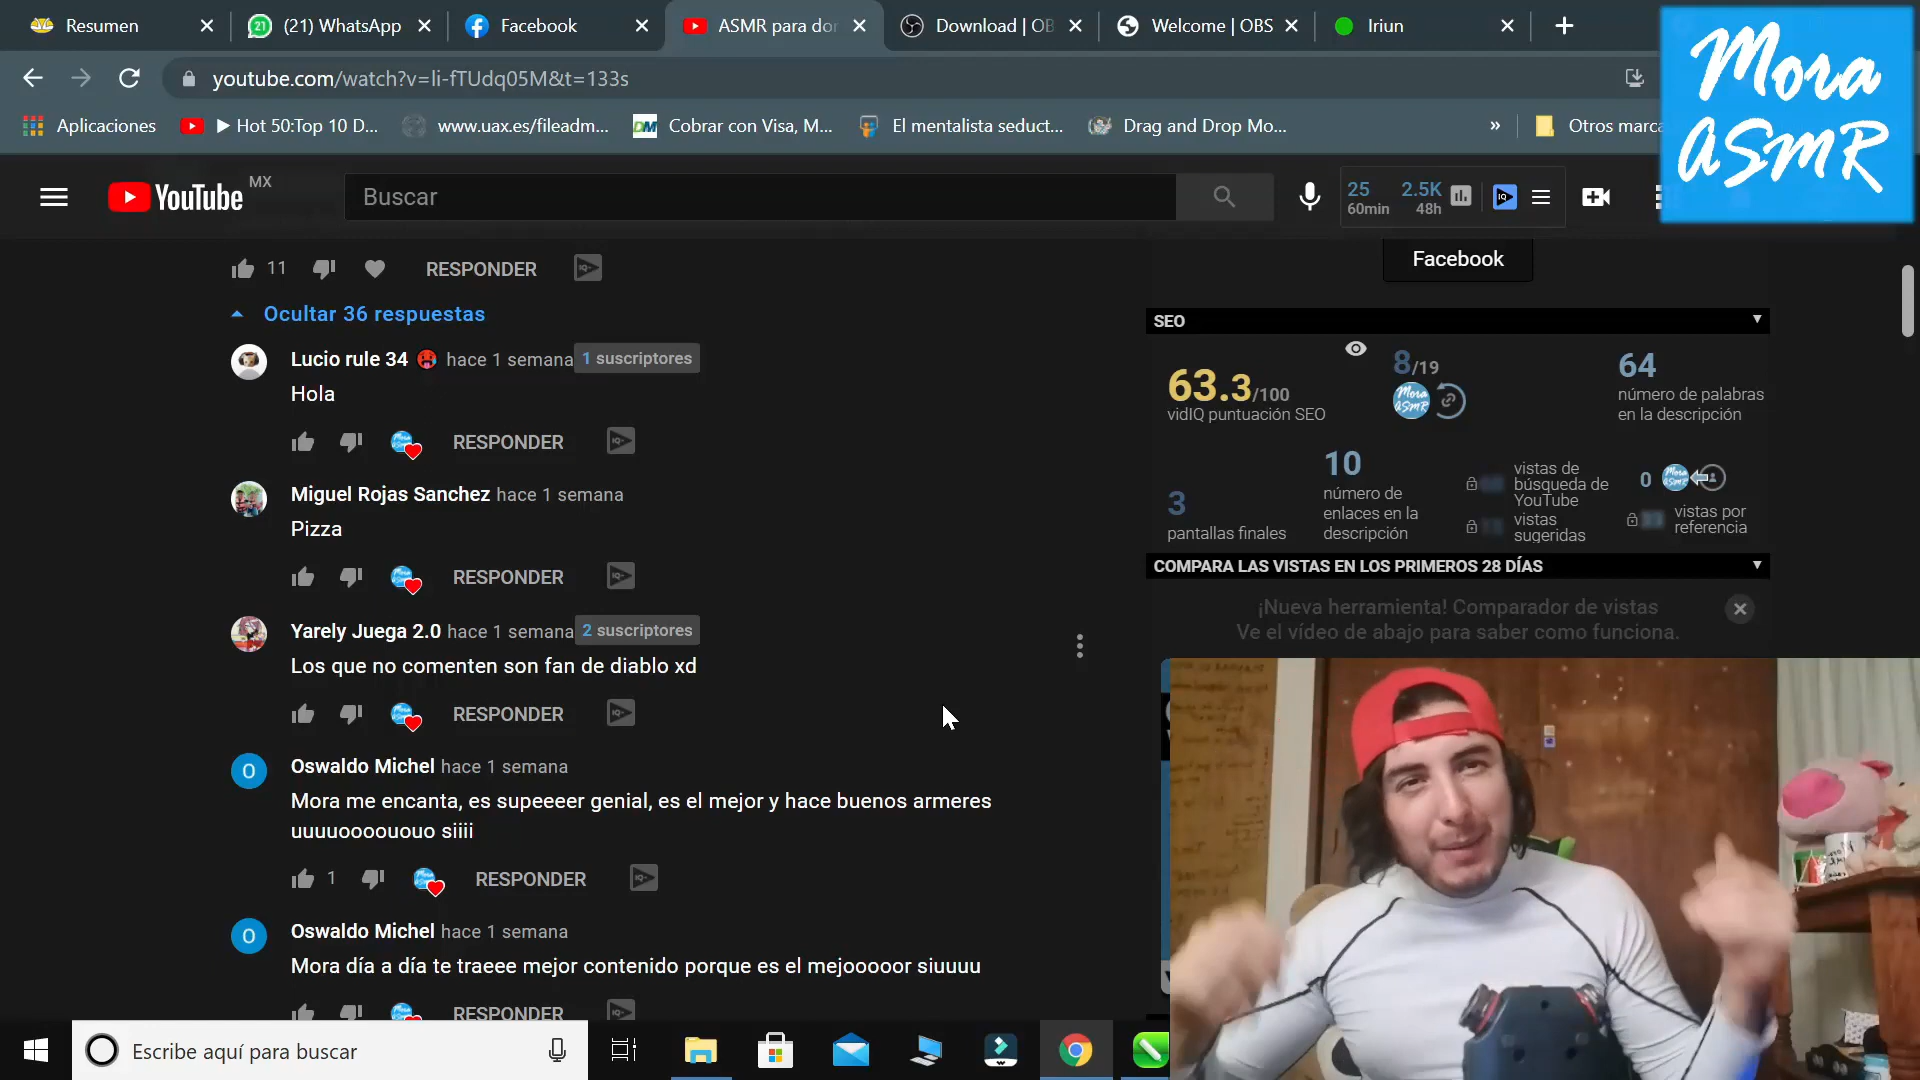 Resumen
(21) WhatsApp
Facebook
ASMR para dor
Download | OB
Welcome | OBS
Iriun
youtube.com/watch?v=li-fTUdq05M&t=133s
Aplicaciones
Hot 50:Top 10 D...
www.uax.es/fileadm...
Cobrar con Visa, M...
El mentalista seduct...
Drag and Drop Mo...
»
Otros marca
Mora
ASMR
YouTube MX
Buscar
25
60min
2.5K
48h
11
RESPONDER
Facebook
Ocultar 36 respuestas
Lucio rule 34 hace 1 semana 1 suscriptores
Hola
RESPONDER
Miguel Rojas Sanchez hace 1 semana
Pizza
RESPONDER
Yarely Juega 2.0 hace 1 semana 2 suscriptores
Los que no comenten son fan de diablo xd
RESPONDER
Oswaldo Michel hace 1 semana
Mora me encanta, es supeeeer genial, es el mejor y hace buenos armeres
uuuuoooououo siiii
1
RESPONDER
Oswaldo Michel hace 1 semana
Mora día a día te traeee mejor contenido porque es el mejooooor siuuuu
RESPONDER
SEO
63.3/100
vidIQ puntuación SEO
8/19
64
número de palabras
en la descripción
3
pantallas finales
10
número de
enlaces en la
descripción
vistas de
búsqueda de
YouTube
vistas
sugeridas
0
vistas por
referencia
COMPARA LAS VISTAS EN LOS PRIMEROS 28 DÍAS
¡Nueva herramienta! Comparador de vistas
Ve el vídeo de abajo para saber como funciona.
Escribe aquí para buscar